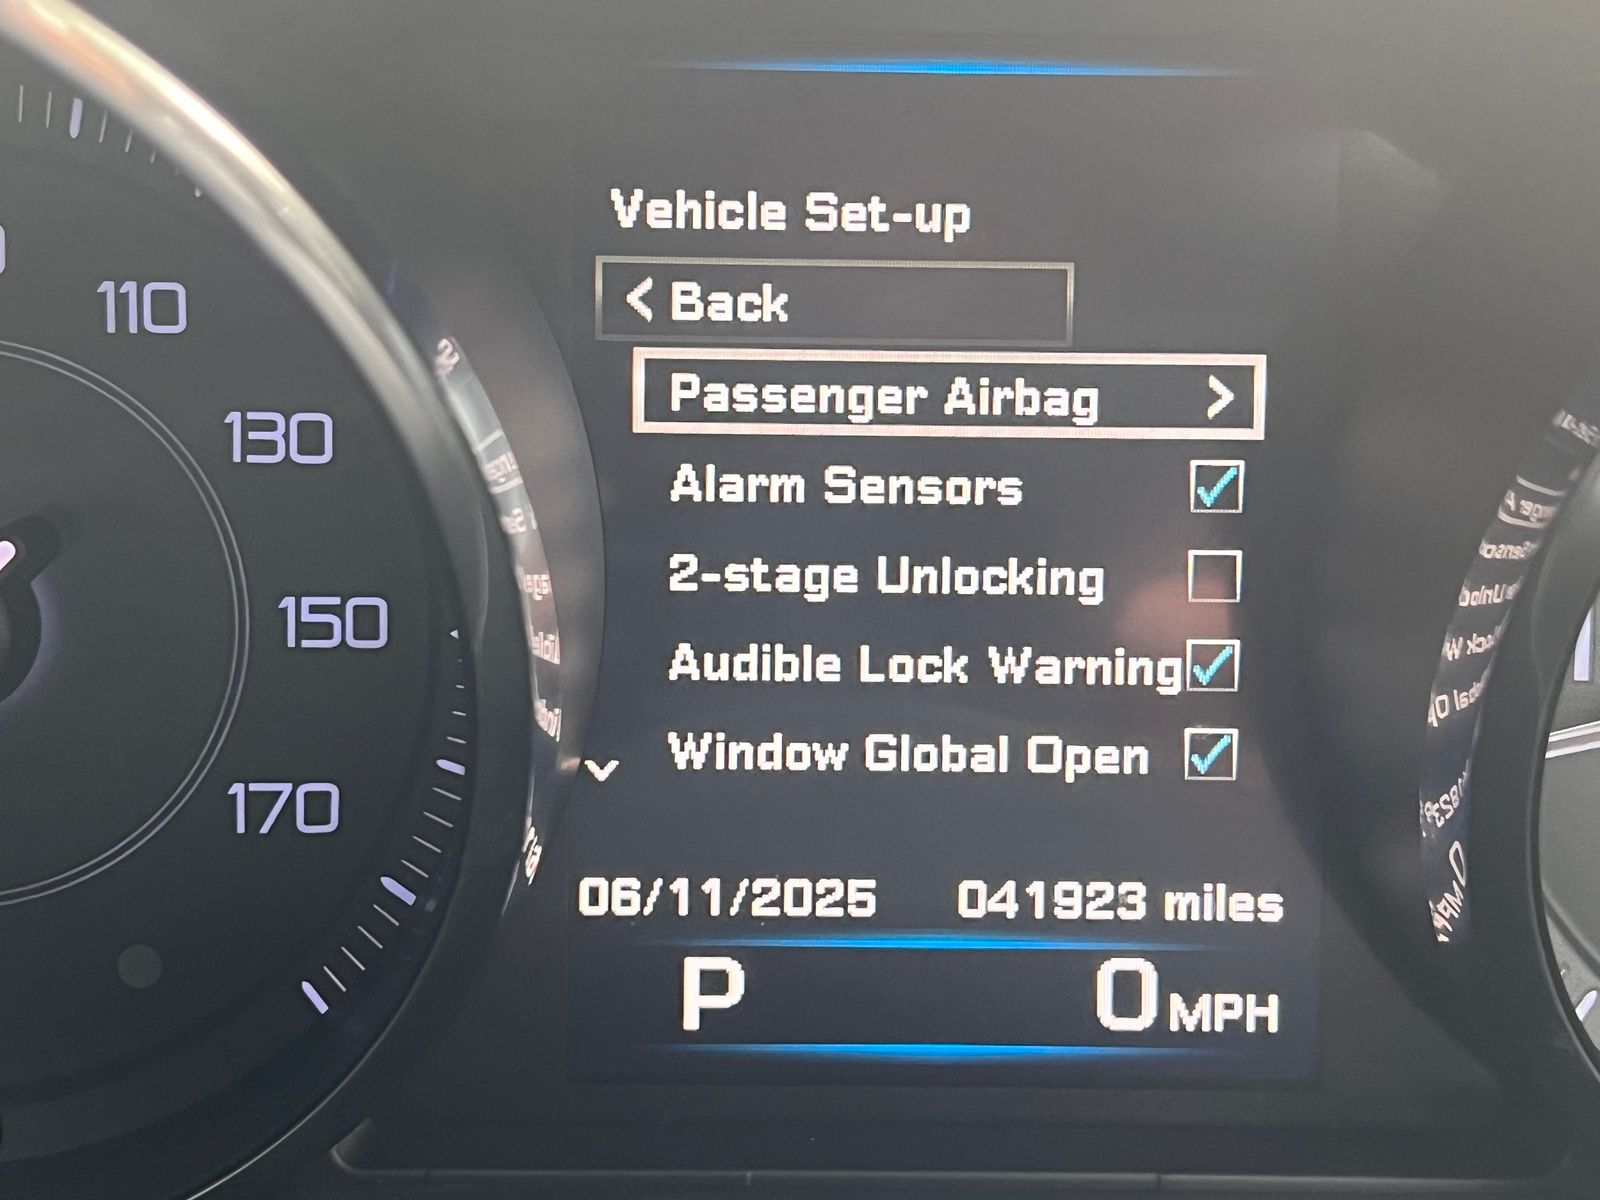 Vehicle Set-up
< Back
Passenger Airbag >
Alarm Sensors
2-stage Unlocking
Audible Lock Warning
Window Global Open
06/11/2025 041923 miles
P 0 MPH
110
130
150
170